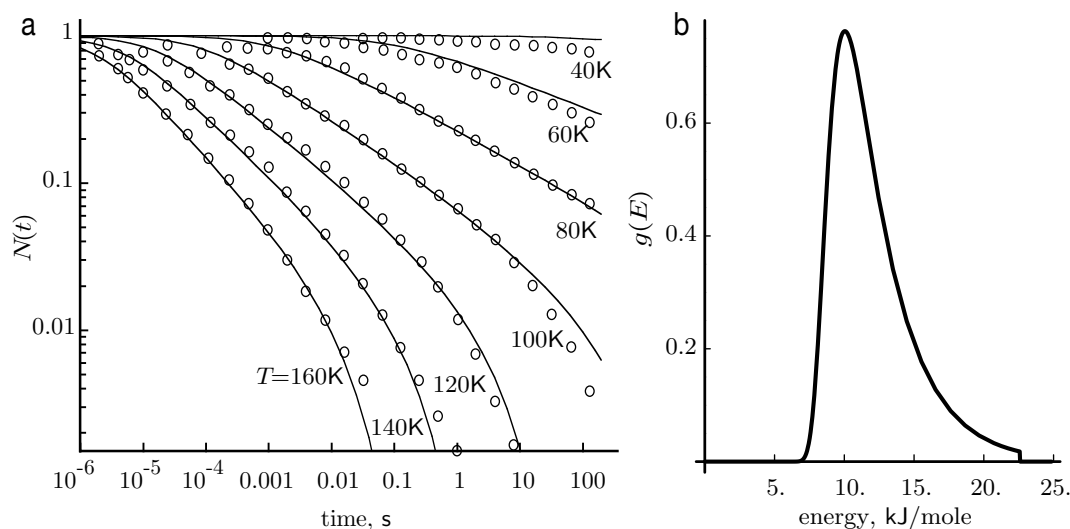 a
N(t)
1
0.1
0.01
40K
60K
80K
100K
120K
140K
T=160K
10⁻⁶ 10⁻⁵ 10⁻⁴ 0.001 0.01 0.1 1 10 100
time, s
b
g(E)
0.6
0.4
0.2
5. 10. 15. 20. 25.
energy, kJ/mole